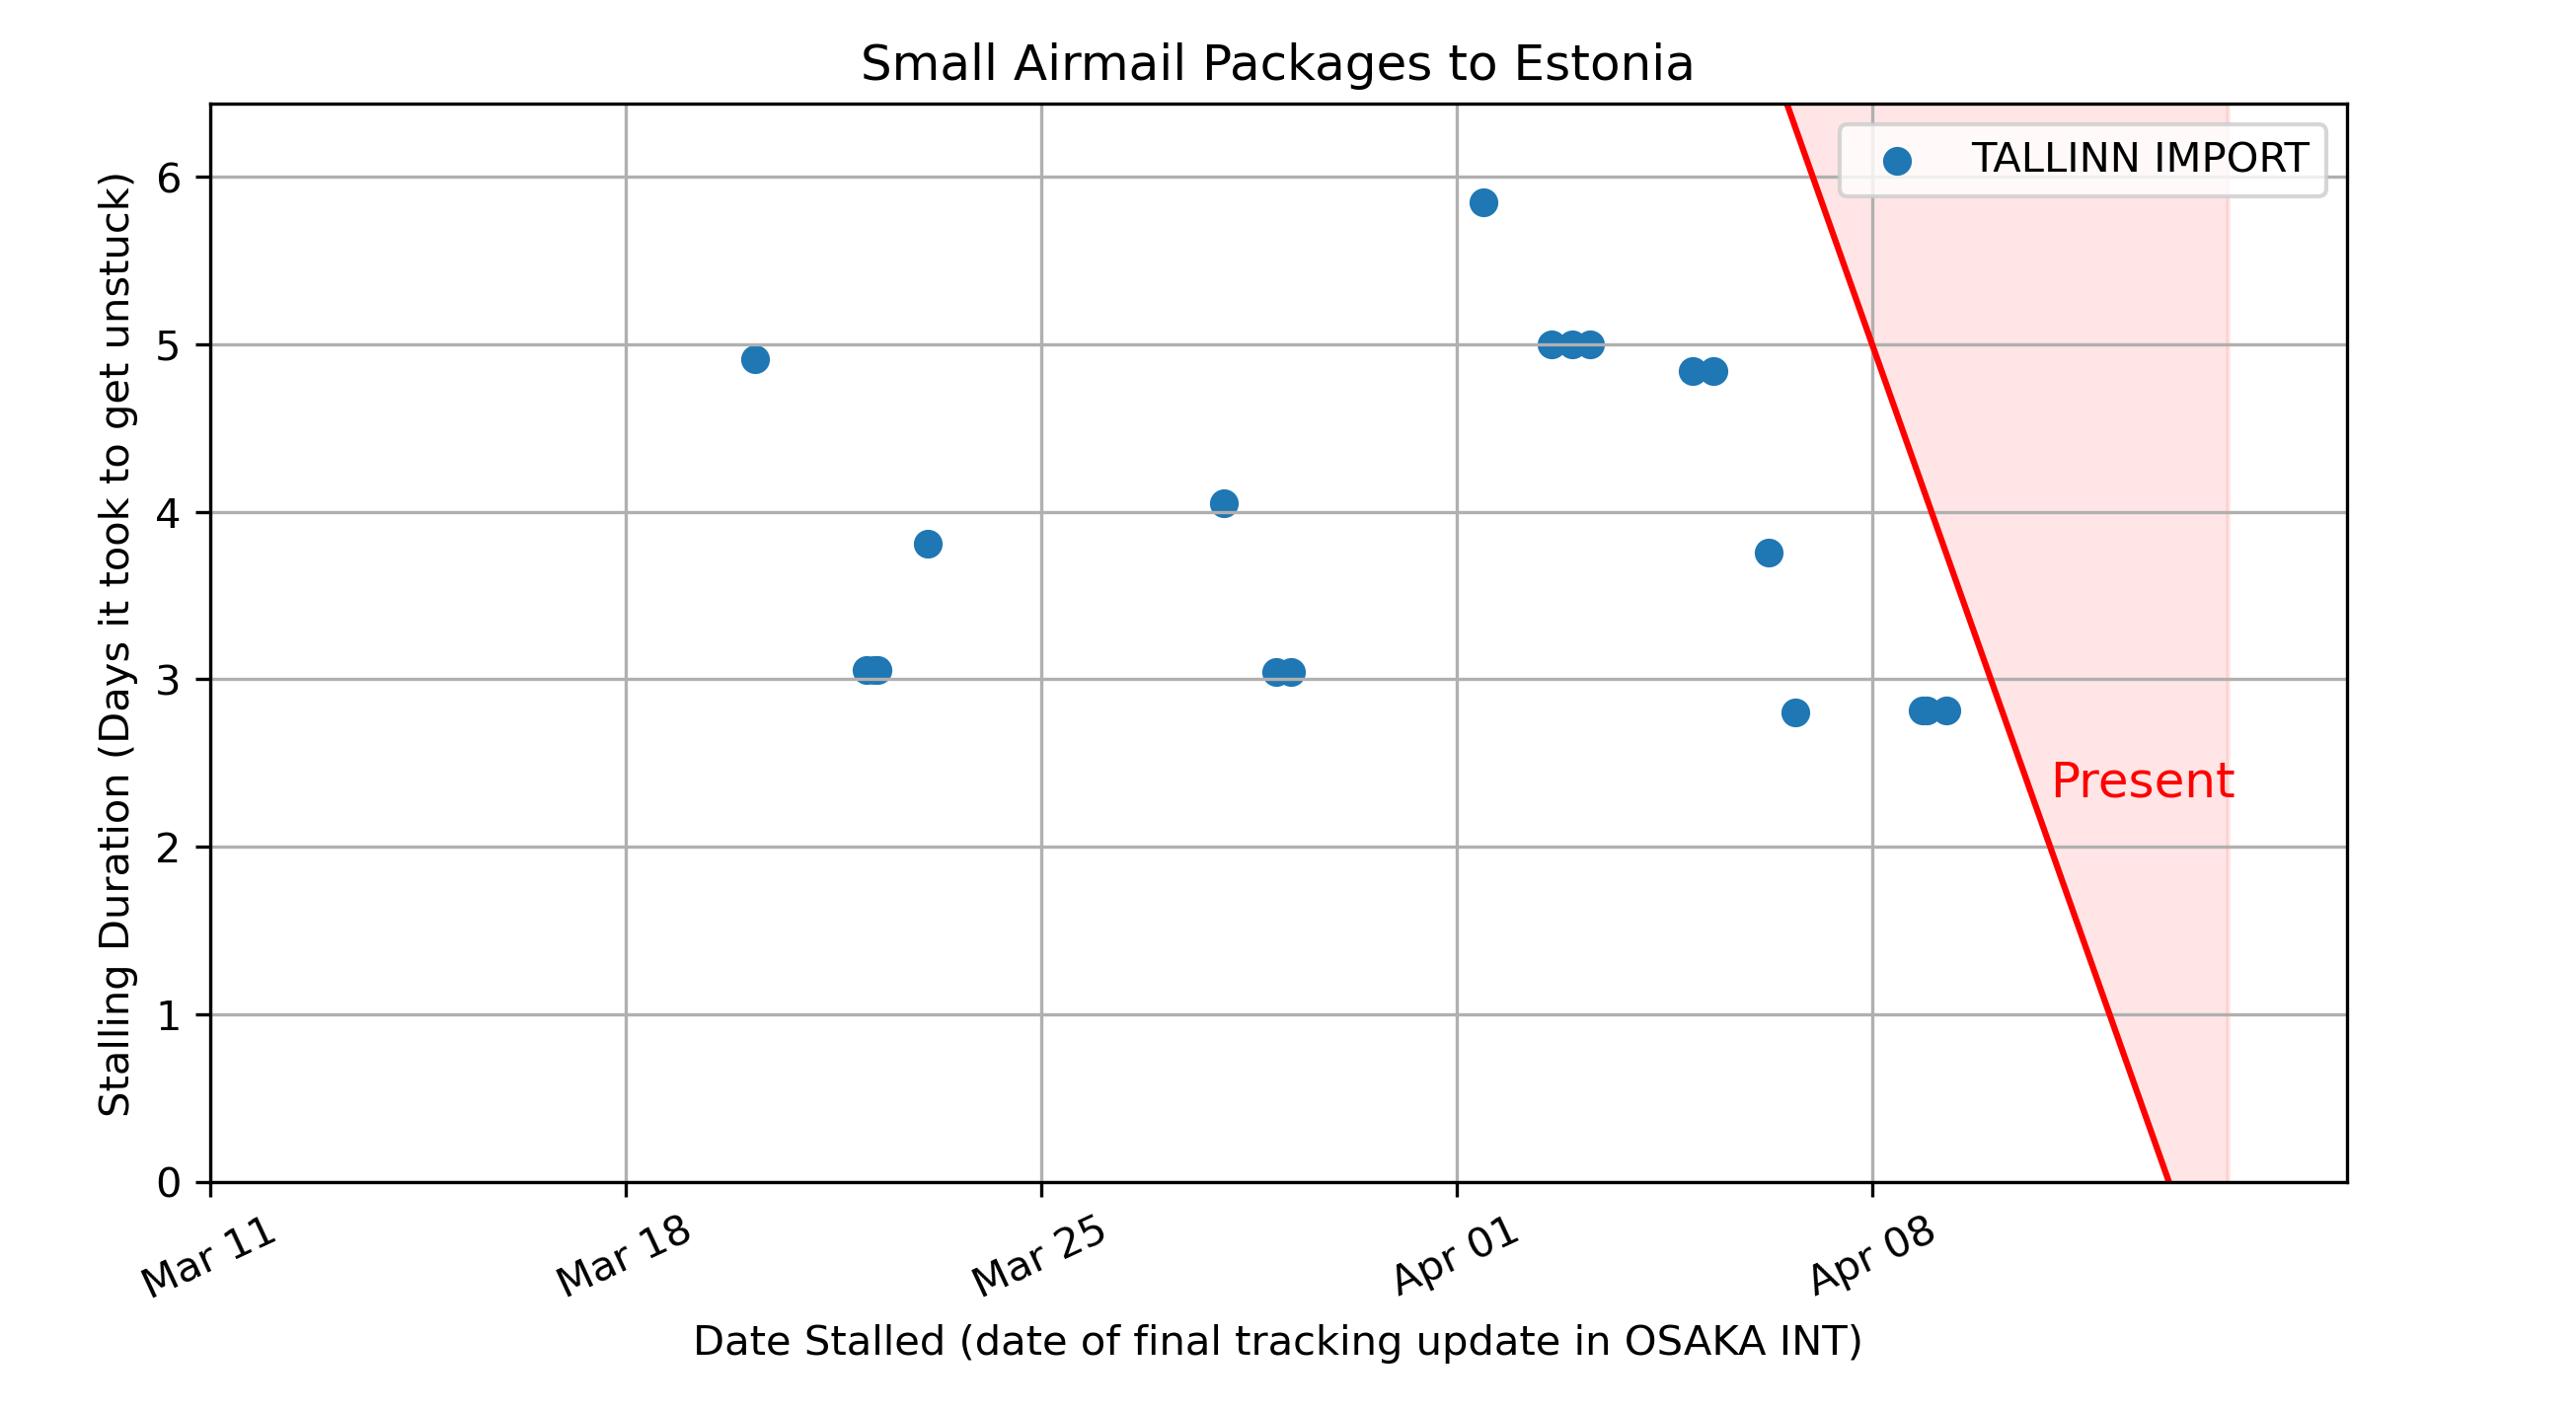 Small Airmail Packages to Estonia
TALLINN IMPORT
Stalling Duration (Days it took to get unstuck)
6
5
4
3
2
1
0
Present
Mar 11
Mar 18
Mar 25
Apr 01
Apr 08
Date Stalled (date of final tracking update in OSAKA INT)